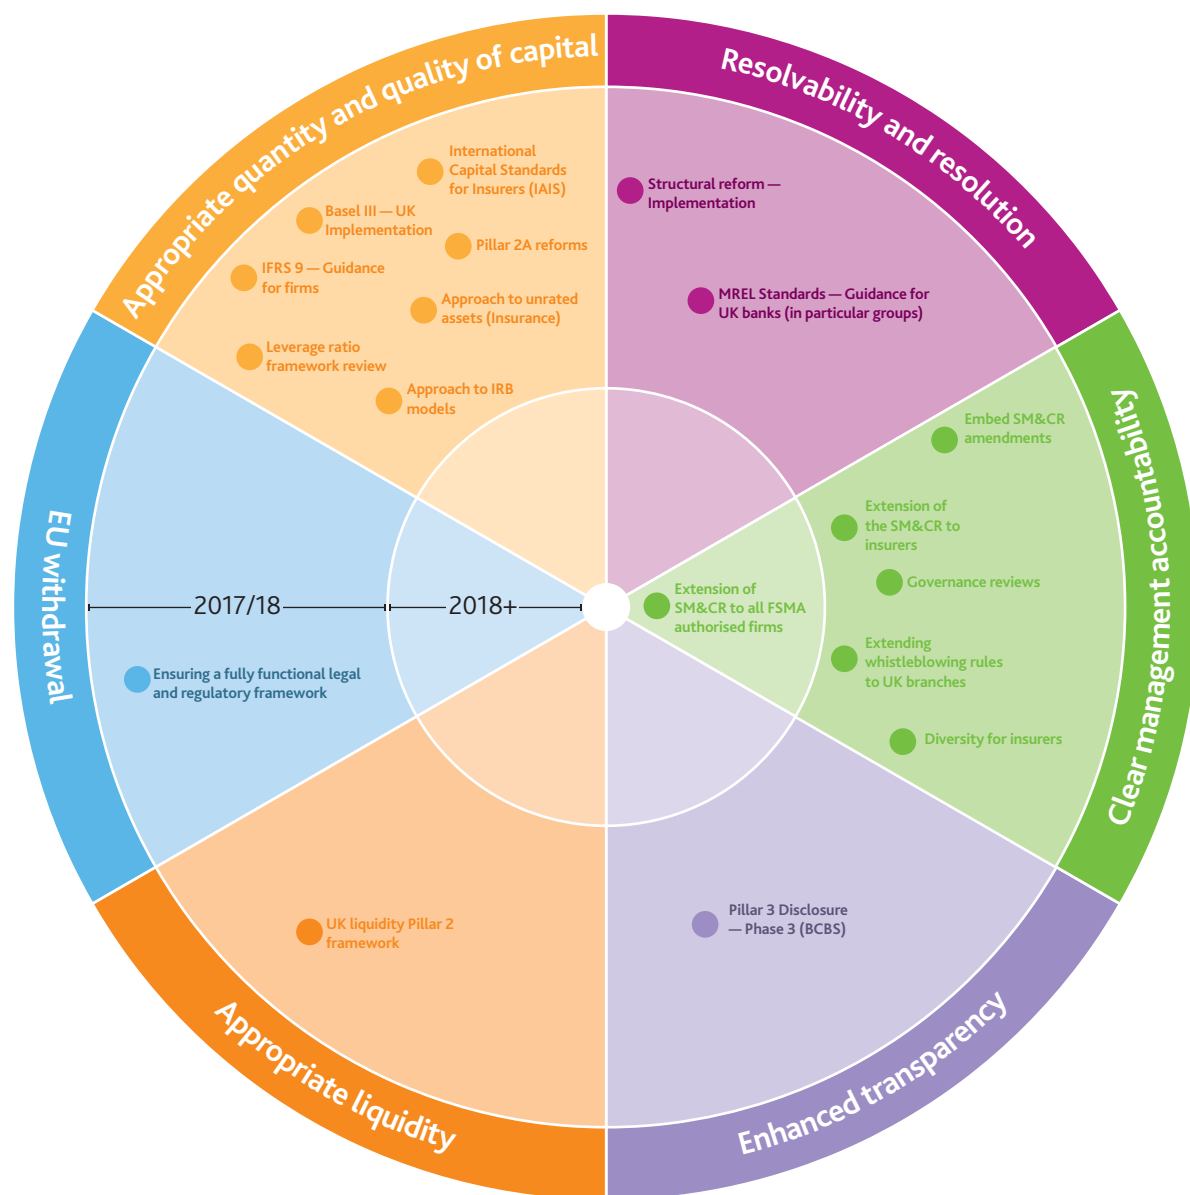 Appropriate quantity and quality of capital
International
Capital Standards
for Insurers (IAIS)
Basel III — UK
Implementation
Pillar 2A reforms
IFRS 9 — Guidance
for firms
Approach to unrated
assets (Insurance)
Leverage ratio
framework review
Approach to IRB
models
Resolvability and resolution
Structural reform —
Implementation
MREL Standards — Guidance for
UK banks (in particular groups)
Clear management accountability
Embed SM&CR
amendments
Extension of
the SM&CR to
insurers
Governance reviews
Extension of
SM&CR to all FSMA
authorised firms
Extending
whistleblowing rules
to UK branches
Diversity for insurers
Enhanced transparency
Pillar 3 Disclosure
— Phase 3 (BCBS)
Appropriate liquidity
UK liquidity Pillar 2
framework
EU withdrawal
2017/18
2018+
Ensuring a fully functional legal
and regulatory framework